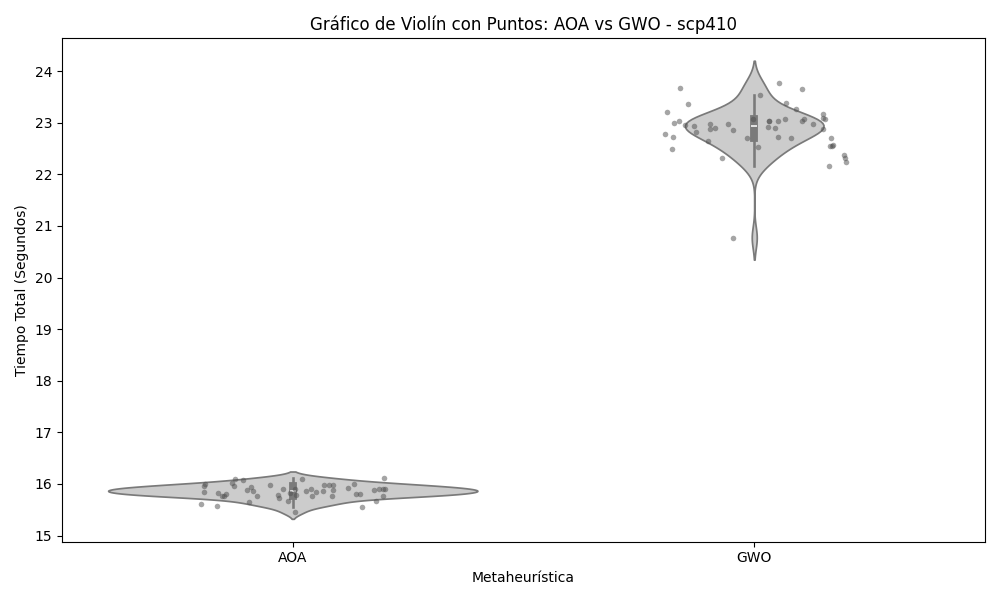 Gráfico de Violín con Puntos: AOA vs GWO - scp410
Tiempo Total (Segundos)
24
23
22
21
20
19
18
17
16
15
AOA
GWO
Metaheurística